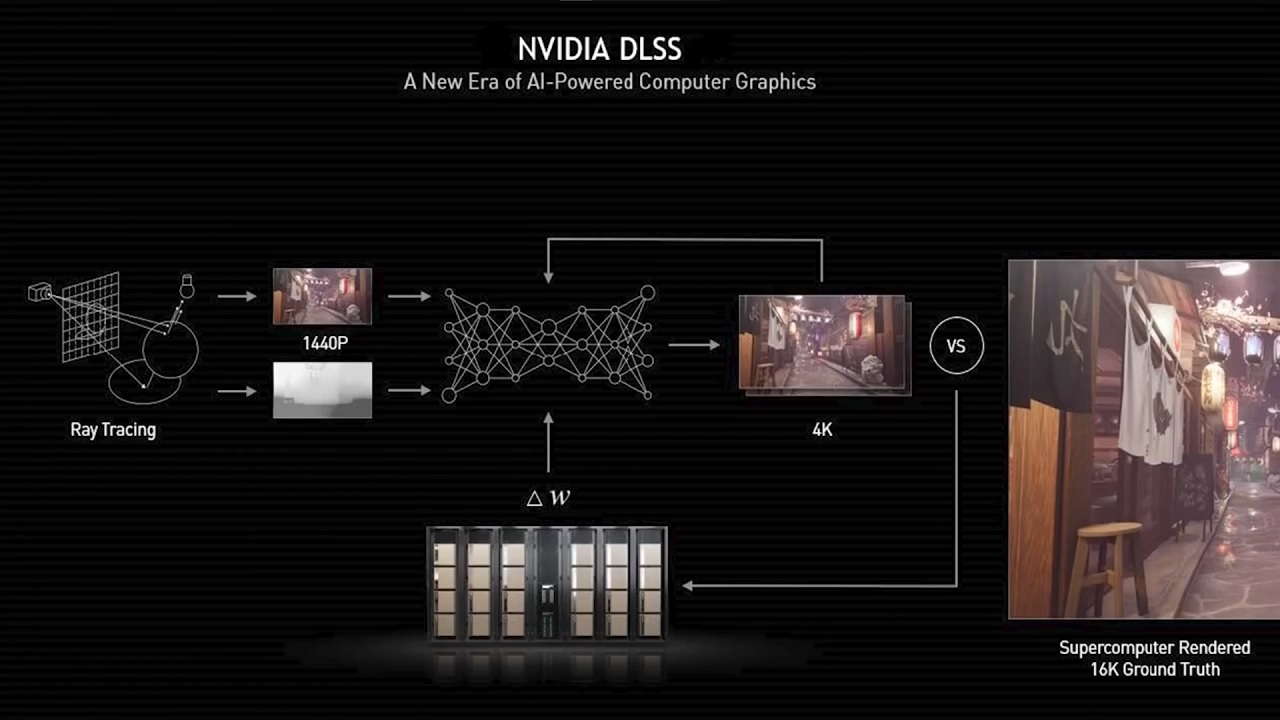 NVIDIA DLSS
A New Era of AI-Powered Computer Graphics
1440P
Ray Tracing
4K
VS
△ w
Supercomputer Rendered
16K Ground Truth